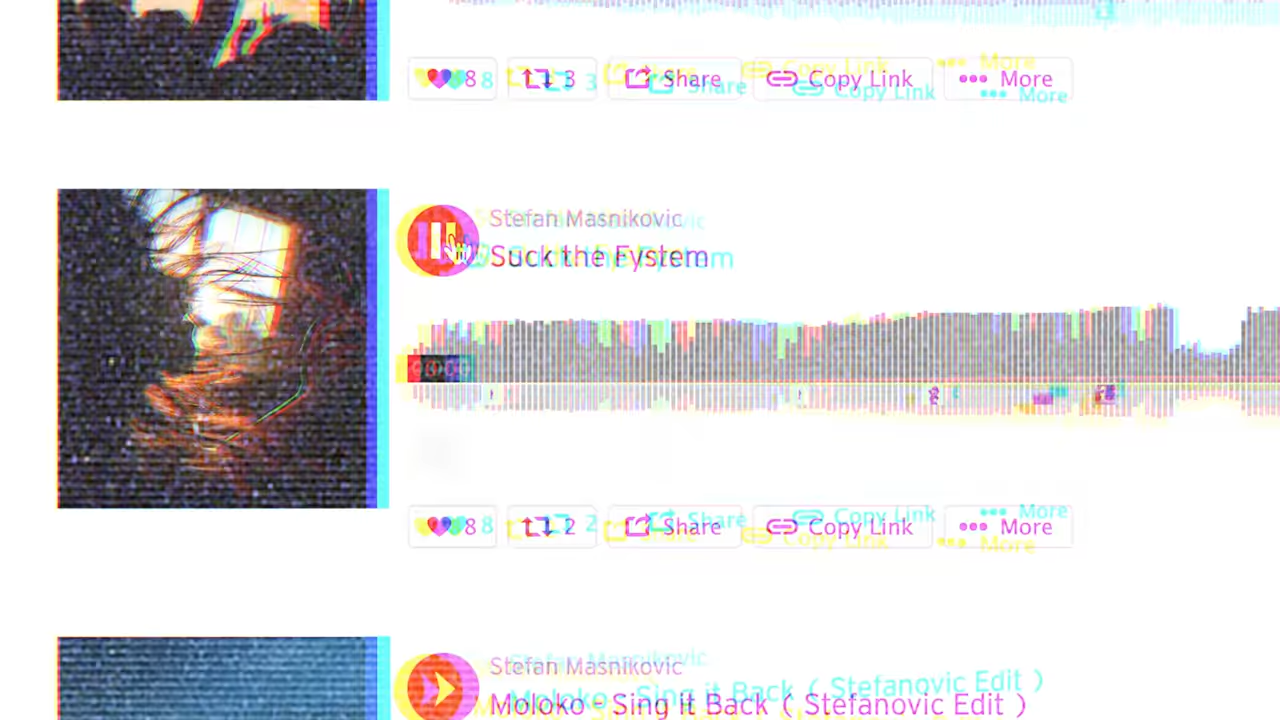 8 3 Share Copy Link More
Stefan Masnikovic
Suck the Fystem
8 2 Share Copy Link More
Stefan Masnikovic
Moloko - Sing it Back ( Stefanovic Edit )